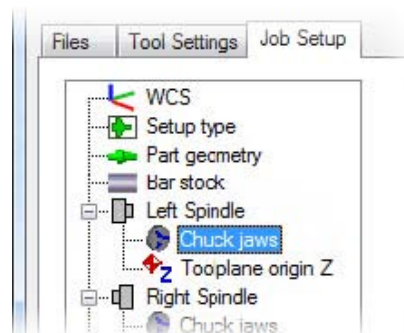 Files Tool Settings Job Setup
WCS
Setup type
Part geometry
Bar stock
Left Spindle
Chuck jaws
Z Tooplane origin Z
Right Spindle
Chuck jaws